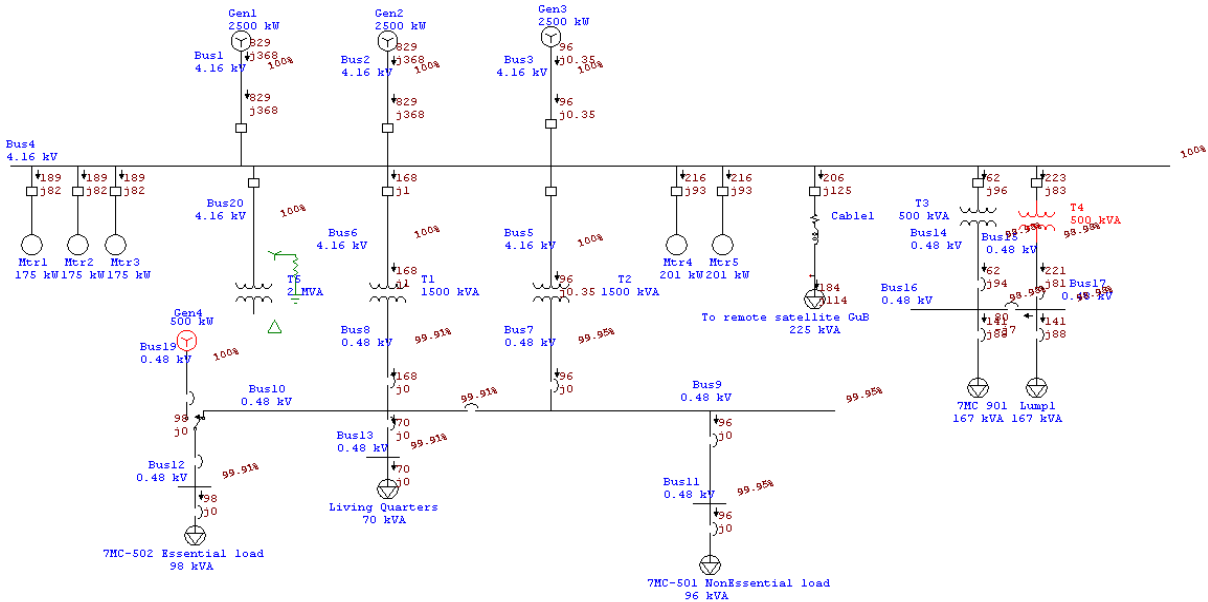 Gen1
2500 kW
Gen2
2500 kW
Gen3
2500 kW
829
j368
829
j368
96
j0.35
Bus1
4.16 kV
100%
Bus2
4.16 kV
100%
Bus3
4.16 kV
100%
829
j368
829
j368
96
j0.35
Bus4
4.16 kV
100%
189
j82
189
j82
189
j82
168
j1
216
j93
216
j93
206
j125
62
j96
223
j83
Mtr1
175 kW
Mtr2
175 kW
Mtr3
175 kW
Bus20
4.16 kV
100%
Bus6
4.16 kV
100%
Bus5
4.16 kV
100%
Mtr4
201 kW
Mtr5
201 kW
Cable1
T3
500 kVA
T4
500 kVA
Bus14
0.48 kV
Bus15
T5
2 MVA
168
j1
T1
1500 kVA
96
j0.35
T2
1500 kVA
184
j114
To remote satellite GuB
225 kVA
62
j94
221
j81
Bus16
0.48 kV
Bus17
0.48 kV
80
141
j88
141
j88
7MC 901
167 kVA
Lump1
167 kVA
Gen4
500 kW
Bus19
0.48 kV
100%
Bus8
0.48 kV
99.91%
Bus7
0.48 kV
99.95%
168
j0
96
j0
Bus10
0.48 kV
99.91%
Bus9
0.48 kV
99.95%
98
j0
70
j0
96
j0
Bus13
0.48 kV
99.91%
Bus12
0.48 kV
99.91%
70
j0
98
j0
Living Quarters
70 kVA
Bus11
0.48 kV
99.95%
96
j0
7MC-502 Essential load
98 kVA
7MC-501 NonEssential load
96 kVA